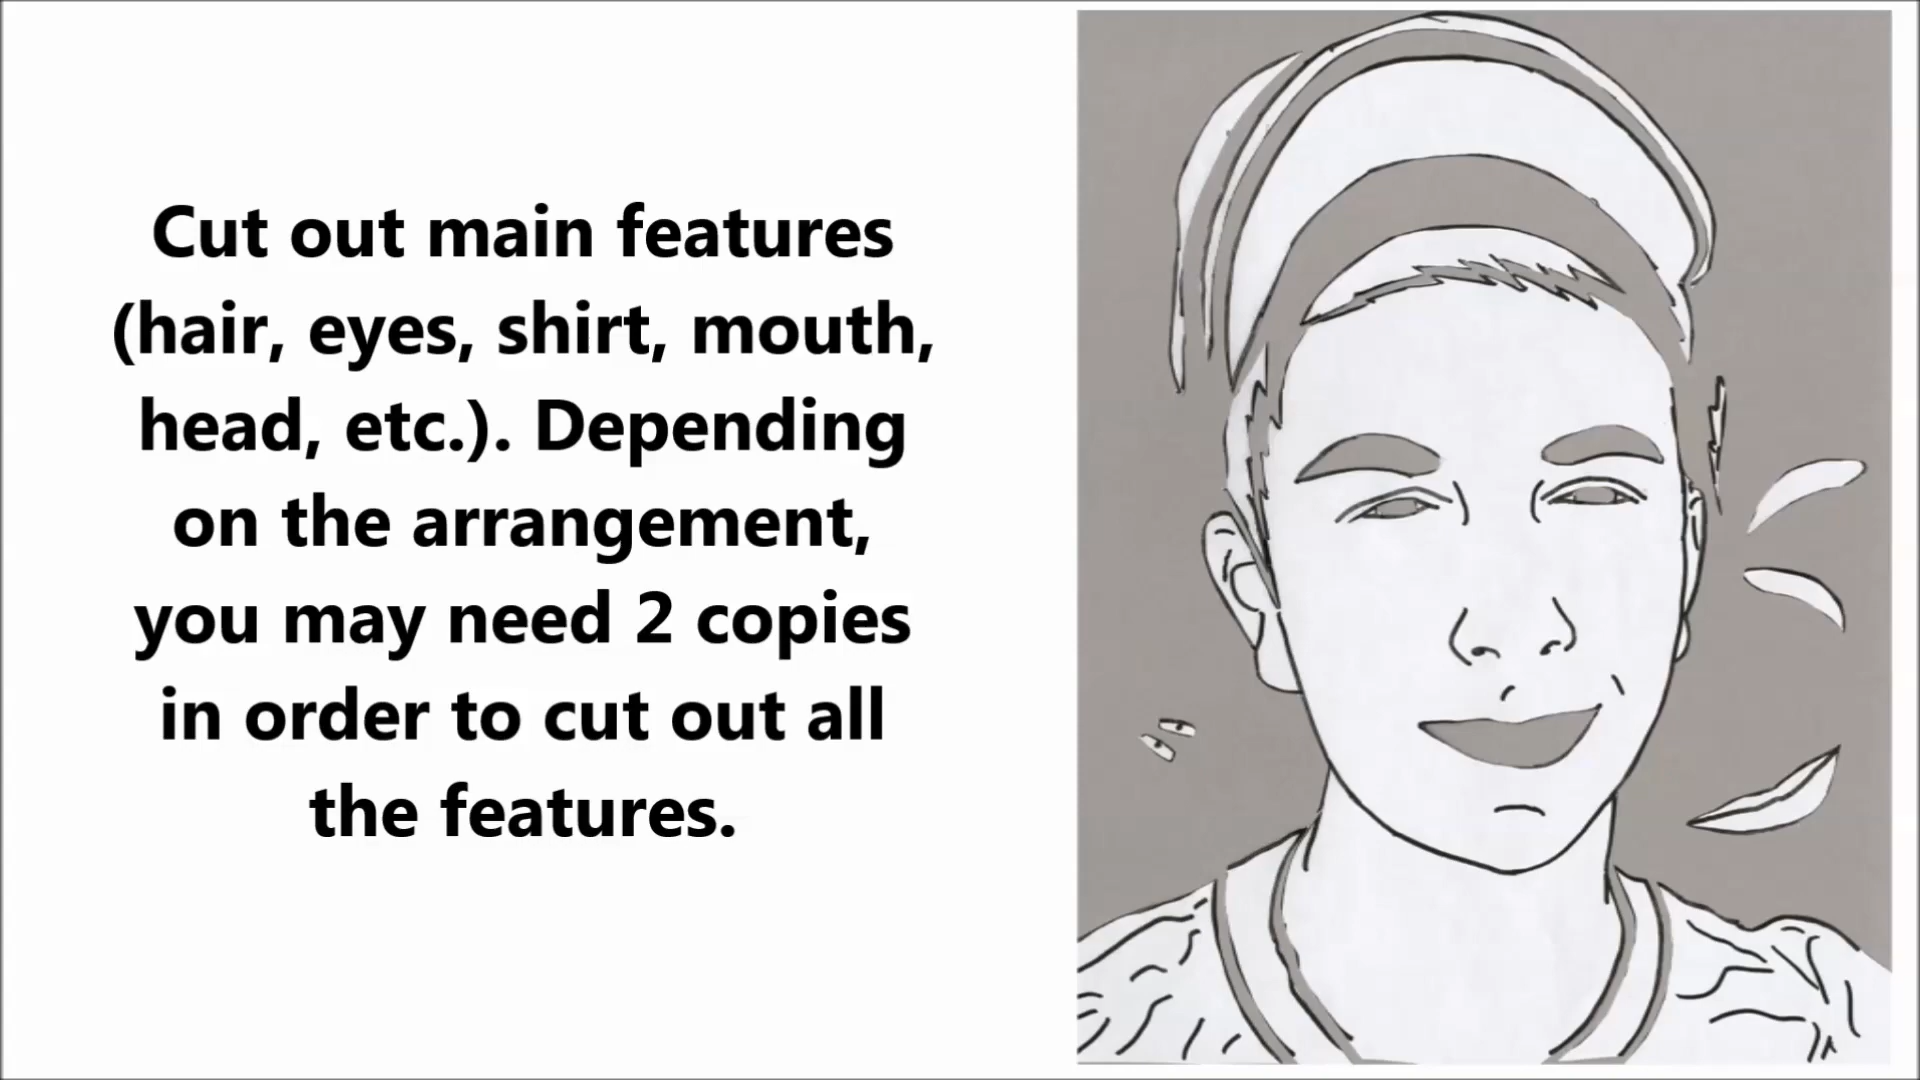 Cut out main features
(hair, eyes, shirt, mouth,
head, etc.). Depending
on the arrangement,
you may need 2 copies
in order to cut out all
the features.